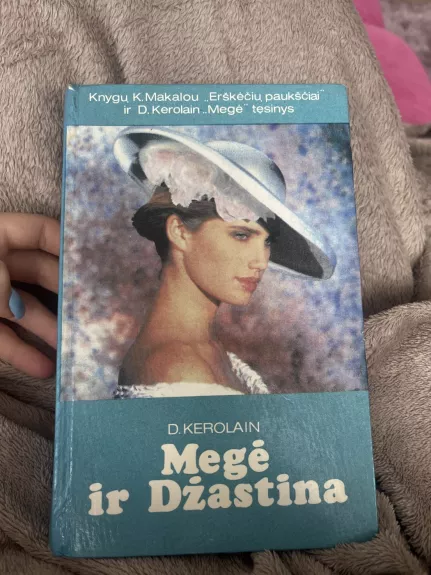 Knygų K.Makalou „Erškėčių paukščiai"
ir D.Kerolain„Megė" tęsinys
D.KEROLAIN
Megė
ir Džastina